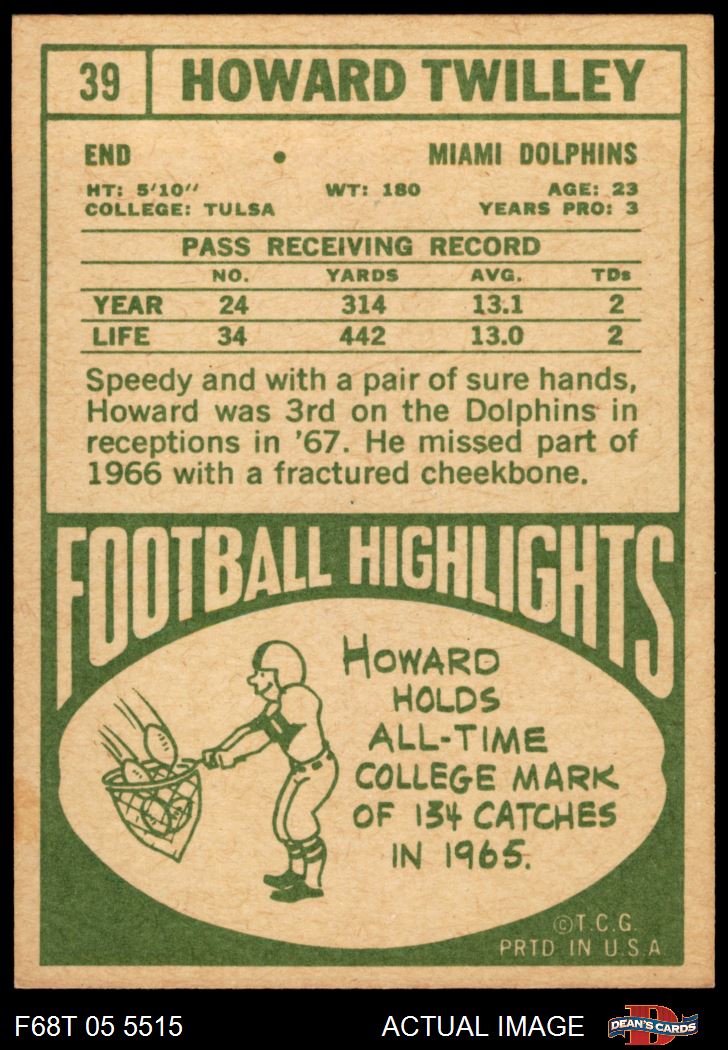 39 HOWARD TWILLEY
END • MIAMI DOLPHINS
HT: 5'10" WT: 180 AGE: 23
COLLEGE: TULSA YEARS PRO: 3
PASS RECEIVING RECORD
NO. YARDS AVG. TDs
YEAR 24 314 13.1 2
LIFE 34 442 13.0 2
Speedy and with a pair of sure hands,
Howard was 3rd on the Dolphins in
receptions in '67. He missed part of
1966 with a fractured cheekbone.
FOOTBALL HIGHLIGHTS
HOWARD
HOLDS
ALL-TIME
COLLEGE MARK
OF 134 CATCHES
IN 1965.
©T.C.G.
PRTD IN U.S.A
F68T 05 5515 ACTUAL IMAGE D DEAN'S CARDS